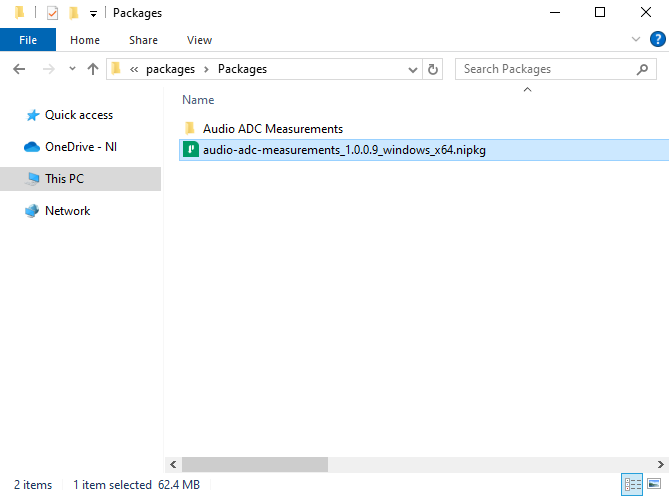 Packages
File Home Share View
packages Packages
Search Packages
Name
Quick access
OneDrive - NI
This PC
Network
Audio ADC Measurements
audio-adc-measurements_1.0.0.9_windows_x64.nipkg
2 items 1 item selected 62.4 MB